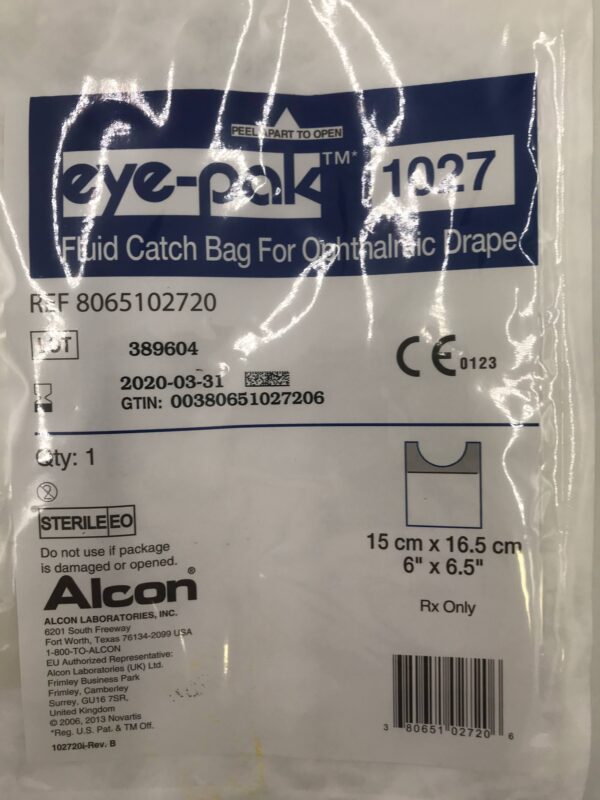 PEEL APART TO OPEN
eye-pak™* 1027
Fluid Catch Bag For Ophthalmic Drape
REF 8065102720
LOT 389604
2020-03-31
GTIN: 00380651027206
CE 0123
Qty: 1
2
STERILE EO
Do not use if package
is damaged or opened.
15 cm x 16.5 cm
6" x 6.5"
Rx Only
Alcon®
ALCON LABORATORIES, INC.
6201 South Freeway
Fort Worth, Texas 76134-2099 USA
1-800-TO-ALCON
EU Authorized Representative:
Alcon Laboratories (UK) Ltd.
Frimley Business Park
Frimley, Camberley
Surrey, GU16 7SR,
United Kingdom
© 2006, 2013 Novartis
*Reg. U.S. Pat. & TM Off.
102720i-Rev. B
3 80651 02720 6